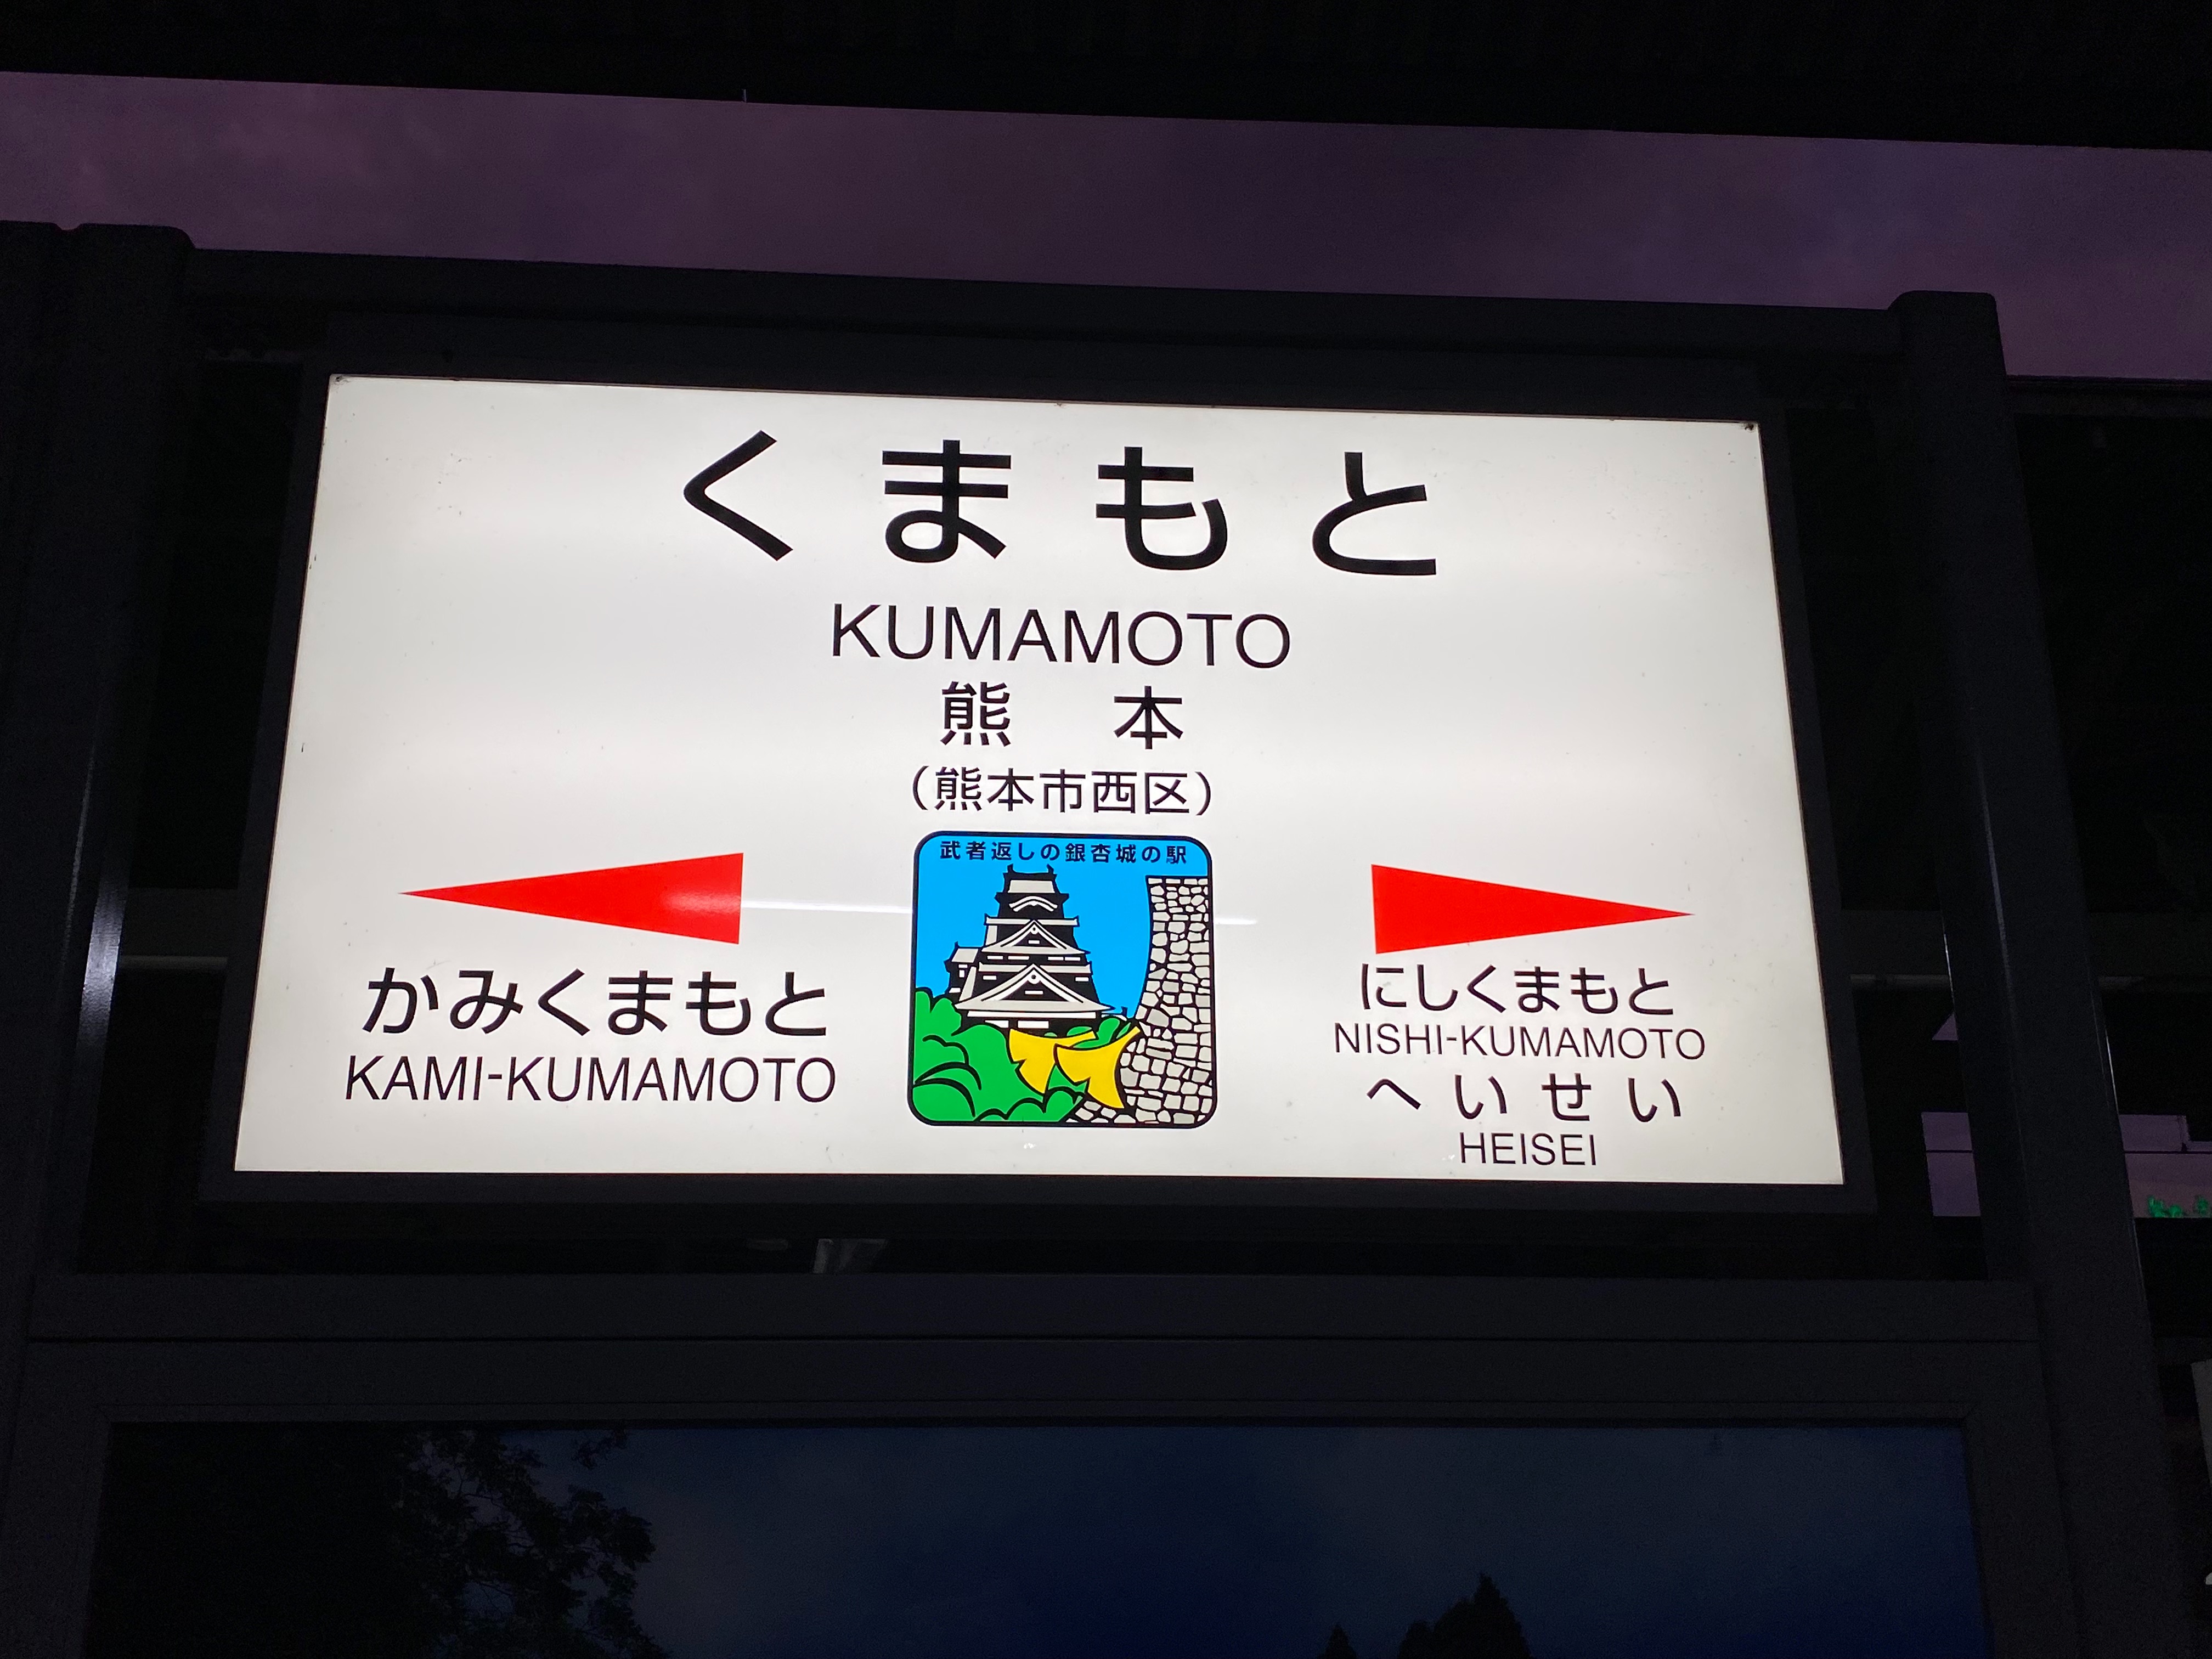 くまもと
KUMAMOTO
熊 本
(熊本市西区)
武者返しの銀杏城の駅
かみくまもと
KAMI-KUMAMOTO
にしくまもと
NISHI-KUMAMOTO
へいせい
HEISEI